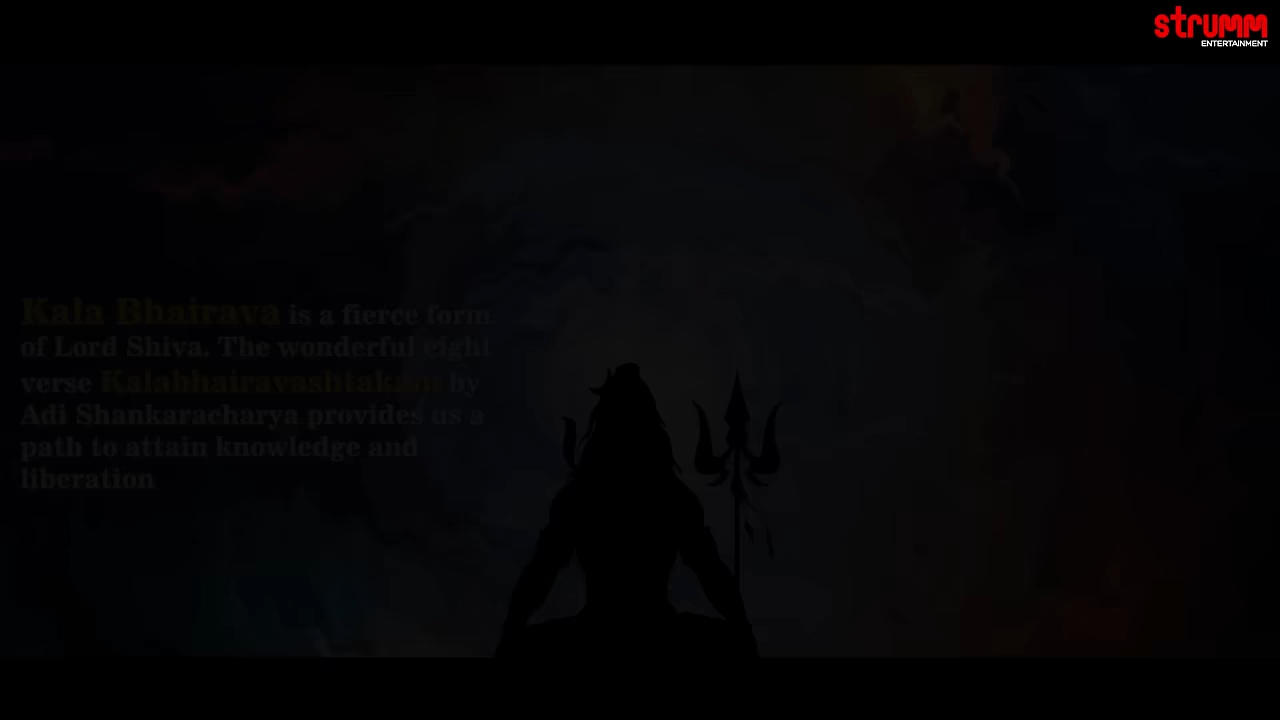 strumm
ENTERTAINMENT
Kala Bhairava is a fierce form
of Lord Shiva. The wonderful eight
verse Kalabhairavashtakam by
Adi Shankaracharya provides us a
path to attain knowledge and
liberation